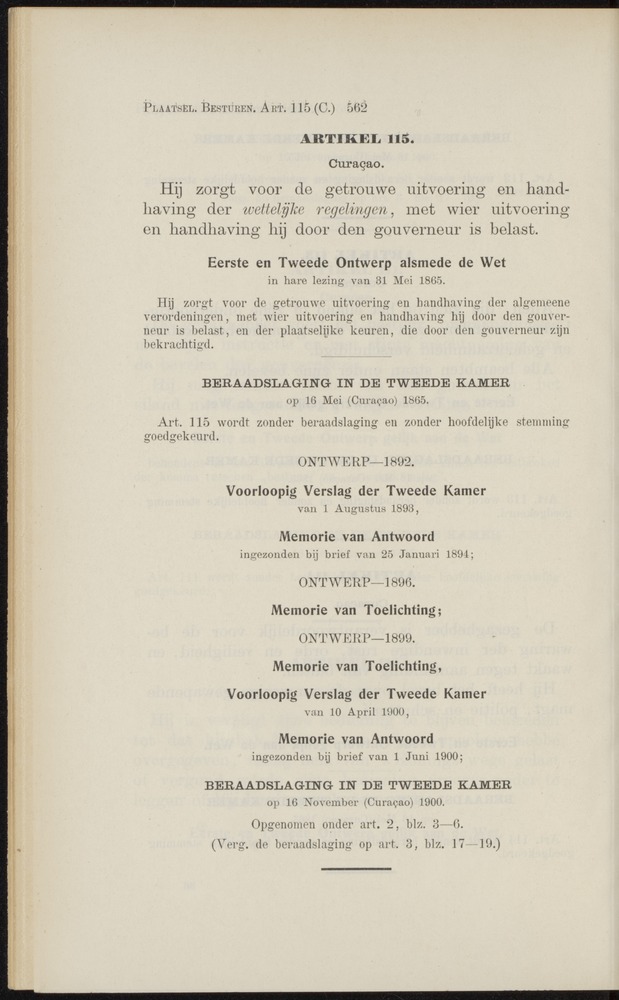 PLAATSEL. BESTUREN. ART. 115 (C.) 562
ARTIKEL 115.
Curaçao.
Hij zorgt voor de getrouwe uitvoering en hand-
having der wettelijke regelingen, met wier uitvoering
en handhaving hij door den gouverneur is belast.
Eerste en Tweede Ontwerp alsmede de Wet
in hare lezing van 31 Mei 1865.
Hij zorgt voor de getrouwe uitvoering en handhaving der algemeene
verordeningen, met wier uitvoering en handhaving hij door den gouver-
neur is belast, en der plaatselijke keuren, die door den gouverneur zijn
bekrachtigd.
BERAADSLAGING IN DE TWEEDE KAMER
op 16 Mei (Curaçao) 1865.
Art. 115 wordt zonder beraadslaging en zonder hoofdelijke stemming
goedgekeurd.
ONTWERP—1892.
Voorloopig Verslag der Tweede Kamer
van 1 Augustus 1893,
Memorie van Antwoord
ingezonden bij brief van 25 Januari 1894;
ONTWERP—1896.
Memorie van Toelichting;
ONTWERP—1899.
Memorie van Toelichting,
Voorloopig Verslag der Tweede Kamer
van 10 April 1900,
Memorie van Antwoord
ingezonden bij brief van 1 Juni 1900;
BERAADSLAGING IN DE TWEEDE KAMER
op 16 November (Curaçao) 1900.
Opgenomen onder art. 2, blz. 3—6.
(Verg. de beraadslaging op art. 3, blz. 17—19.)